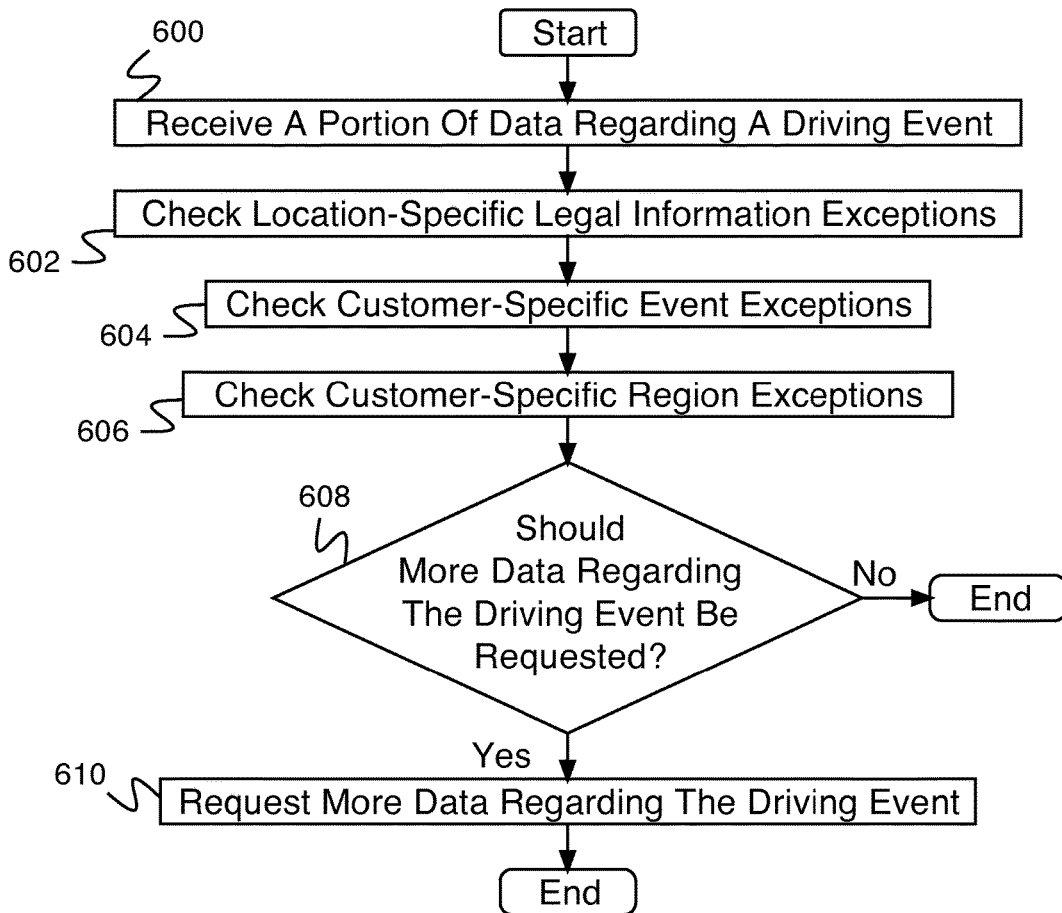 Start
600
Receive A Portion Of Data Regarding A Driving Event
Check Location-Specific Legal Information Exceptions
602
Check Customer-Specific Event Exceptions
604
Check Customer-Specific Region Exceptions
606
608
Should
More Data Regarding
The Driving Event Be
Requested?
No
End
Yes
610
Request More Data Regarding The Driving Event
End